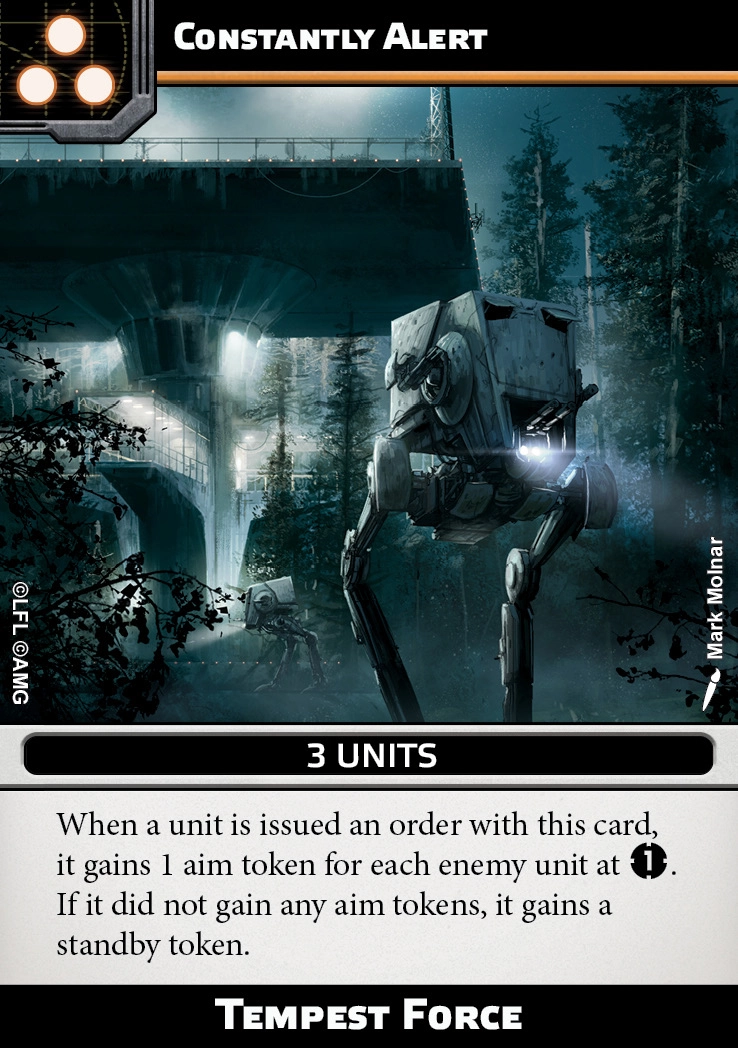 CONSTANTLY ALERT
©LFL ©AMG
Mark Molnar
3 UNITS
When a unit is issued an order with this card,
it gains 1 aim token for each enemy unit at 1.
If it did not gain any aim tokens, it gains a
standby token.
TEMPEST FORCE